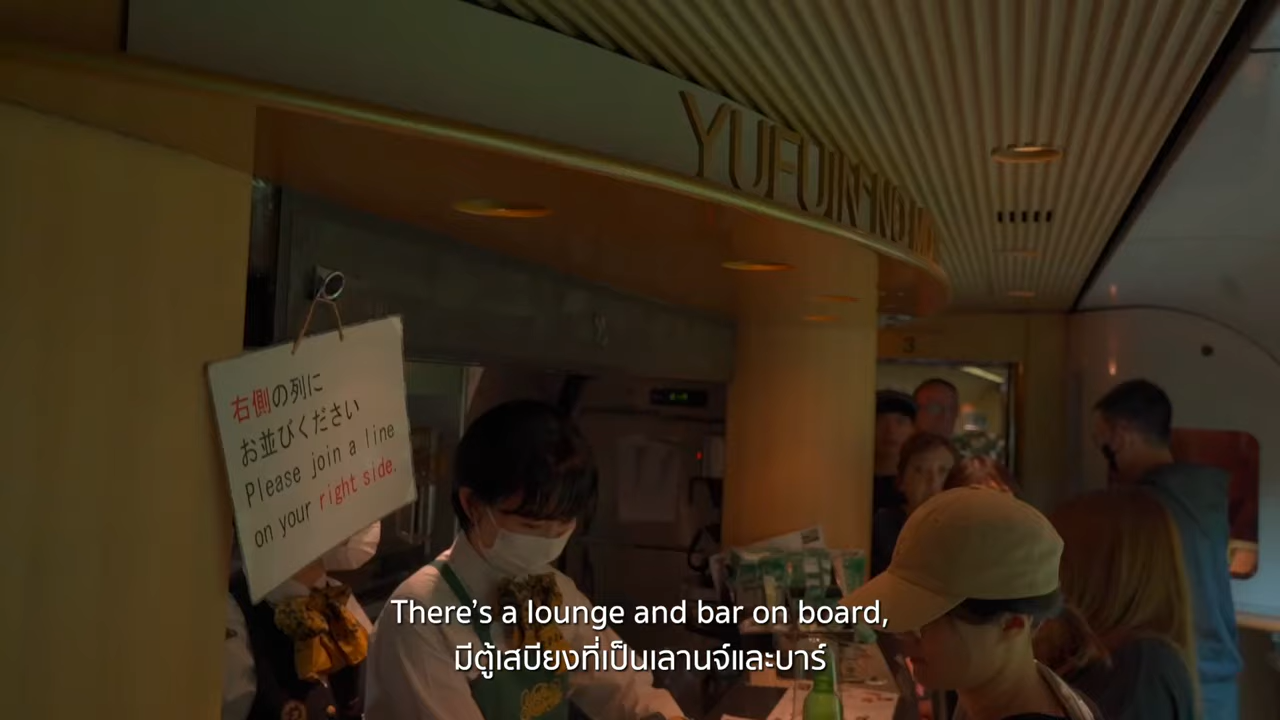 YUFUIN NO
3
右側の列に
お並びください
Please join a line
on your right side.
There's a lounge and bar on board,
มีตู้เสบียงที่เป็นเลานจ์และบาร์